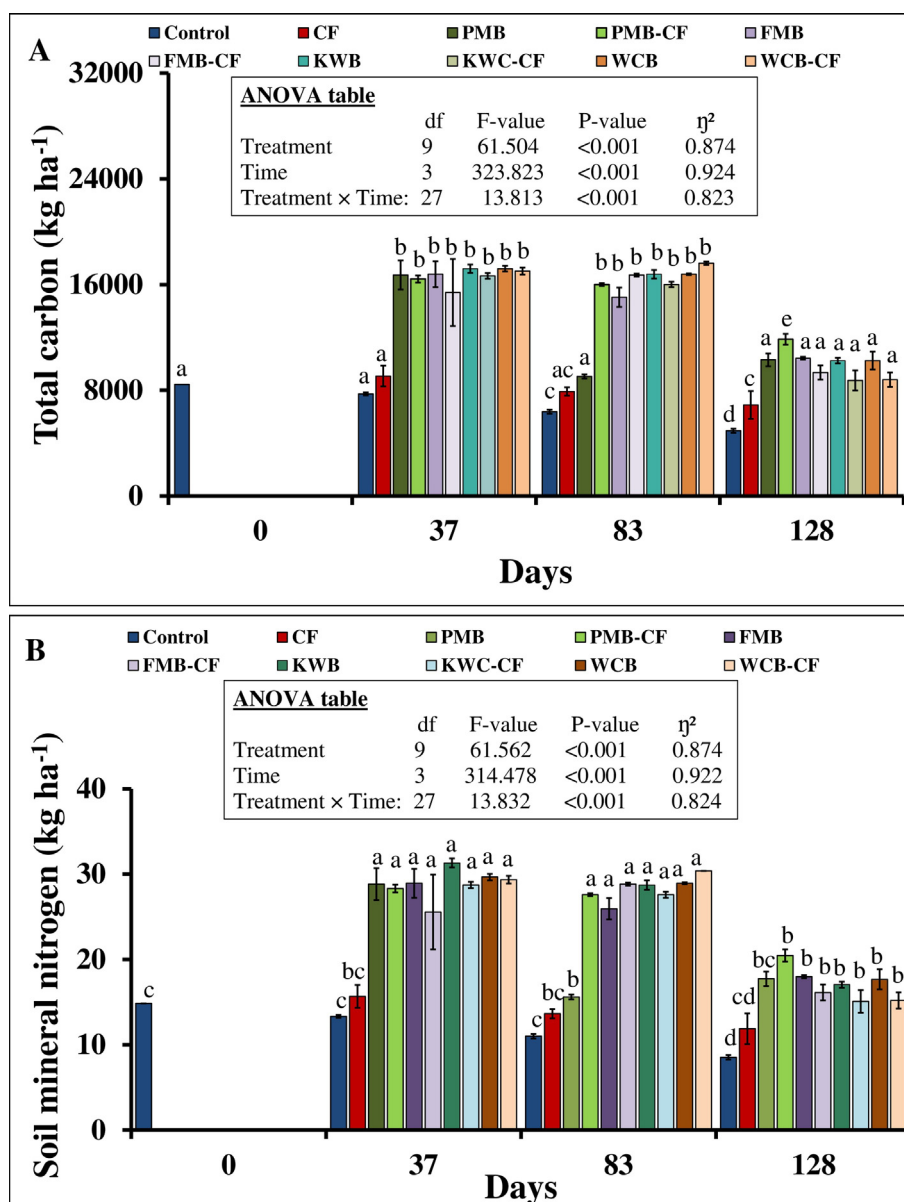 A
Control CF PMB PMB-CF FMB
FMB-CF KWB KWC-CF WCB WCB-CF
32000
ANOVA table
df F-value P-value η²
Treatment 9 61.504 <0.001 0.874
Time 3 323.823 <0.001 0.924
Treatment × Time: 27 13.813 <0.001 0.823
24000
16000
8000
0
Total carbon (kg ha⁻¹)
a
a a b b b b b b b b
c ac a b b b b b b b
d c a e a a a a a a
0 37 83 128
Days
B
Control CF PMB PMB-CF FMB
FMB-CF KWB KWC-CF WCB WCB-CF
ANOVA table
df F-value P-value η²
Treatment 9 61.562 <0.001 0.874
Time 3 314.478 <0.001 0.922
Treatment × Time: 27 13.832 <0.001 0.824
40
30
20
10
0
Soil mineral nitrogen (kg ha⁻¹)
c
c bc a a a a a a a a
c bc b a a a a a a a
d cd bc b b b b b b b
0 37 83 128
Days